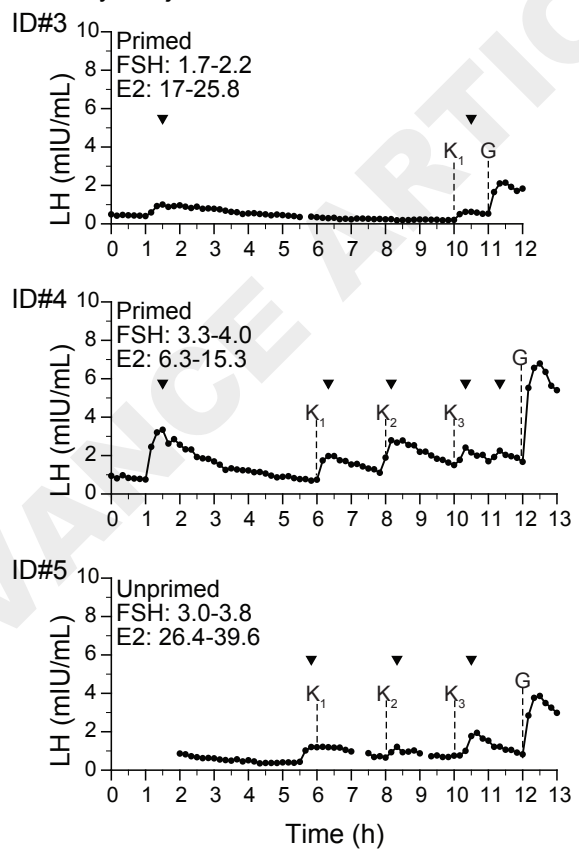 ID#3
Primed
FSH: 1.7-2.2
E2: 17-25.8
K1 G
LH (mIU/mL)
10
8
6
4
2
0
0 1 2 3 4 5 6 7 8 9 10 11 12
ID#4
Primed
FSH: 3.3-4.0
E2: 6.3-15.3
K1 K2 K3 G
LH (mIU/mL)
10
8
6
4
2
0
0 1 2 3 4 5 6 7 8 9 10 11 12 13
ID#5
Unprimed
FSH: 3.0-3.8
E2: 26.4-39.6
K1 K2 K3 G
LH (mIU/mL)
10
8
6
4
2
0
0 1 2 3 4 5 6 7 8 9 10 11 12 13
Time (h)
VANCE ARTIC